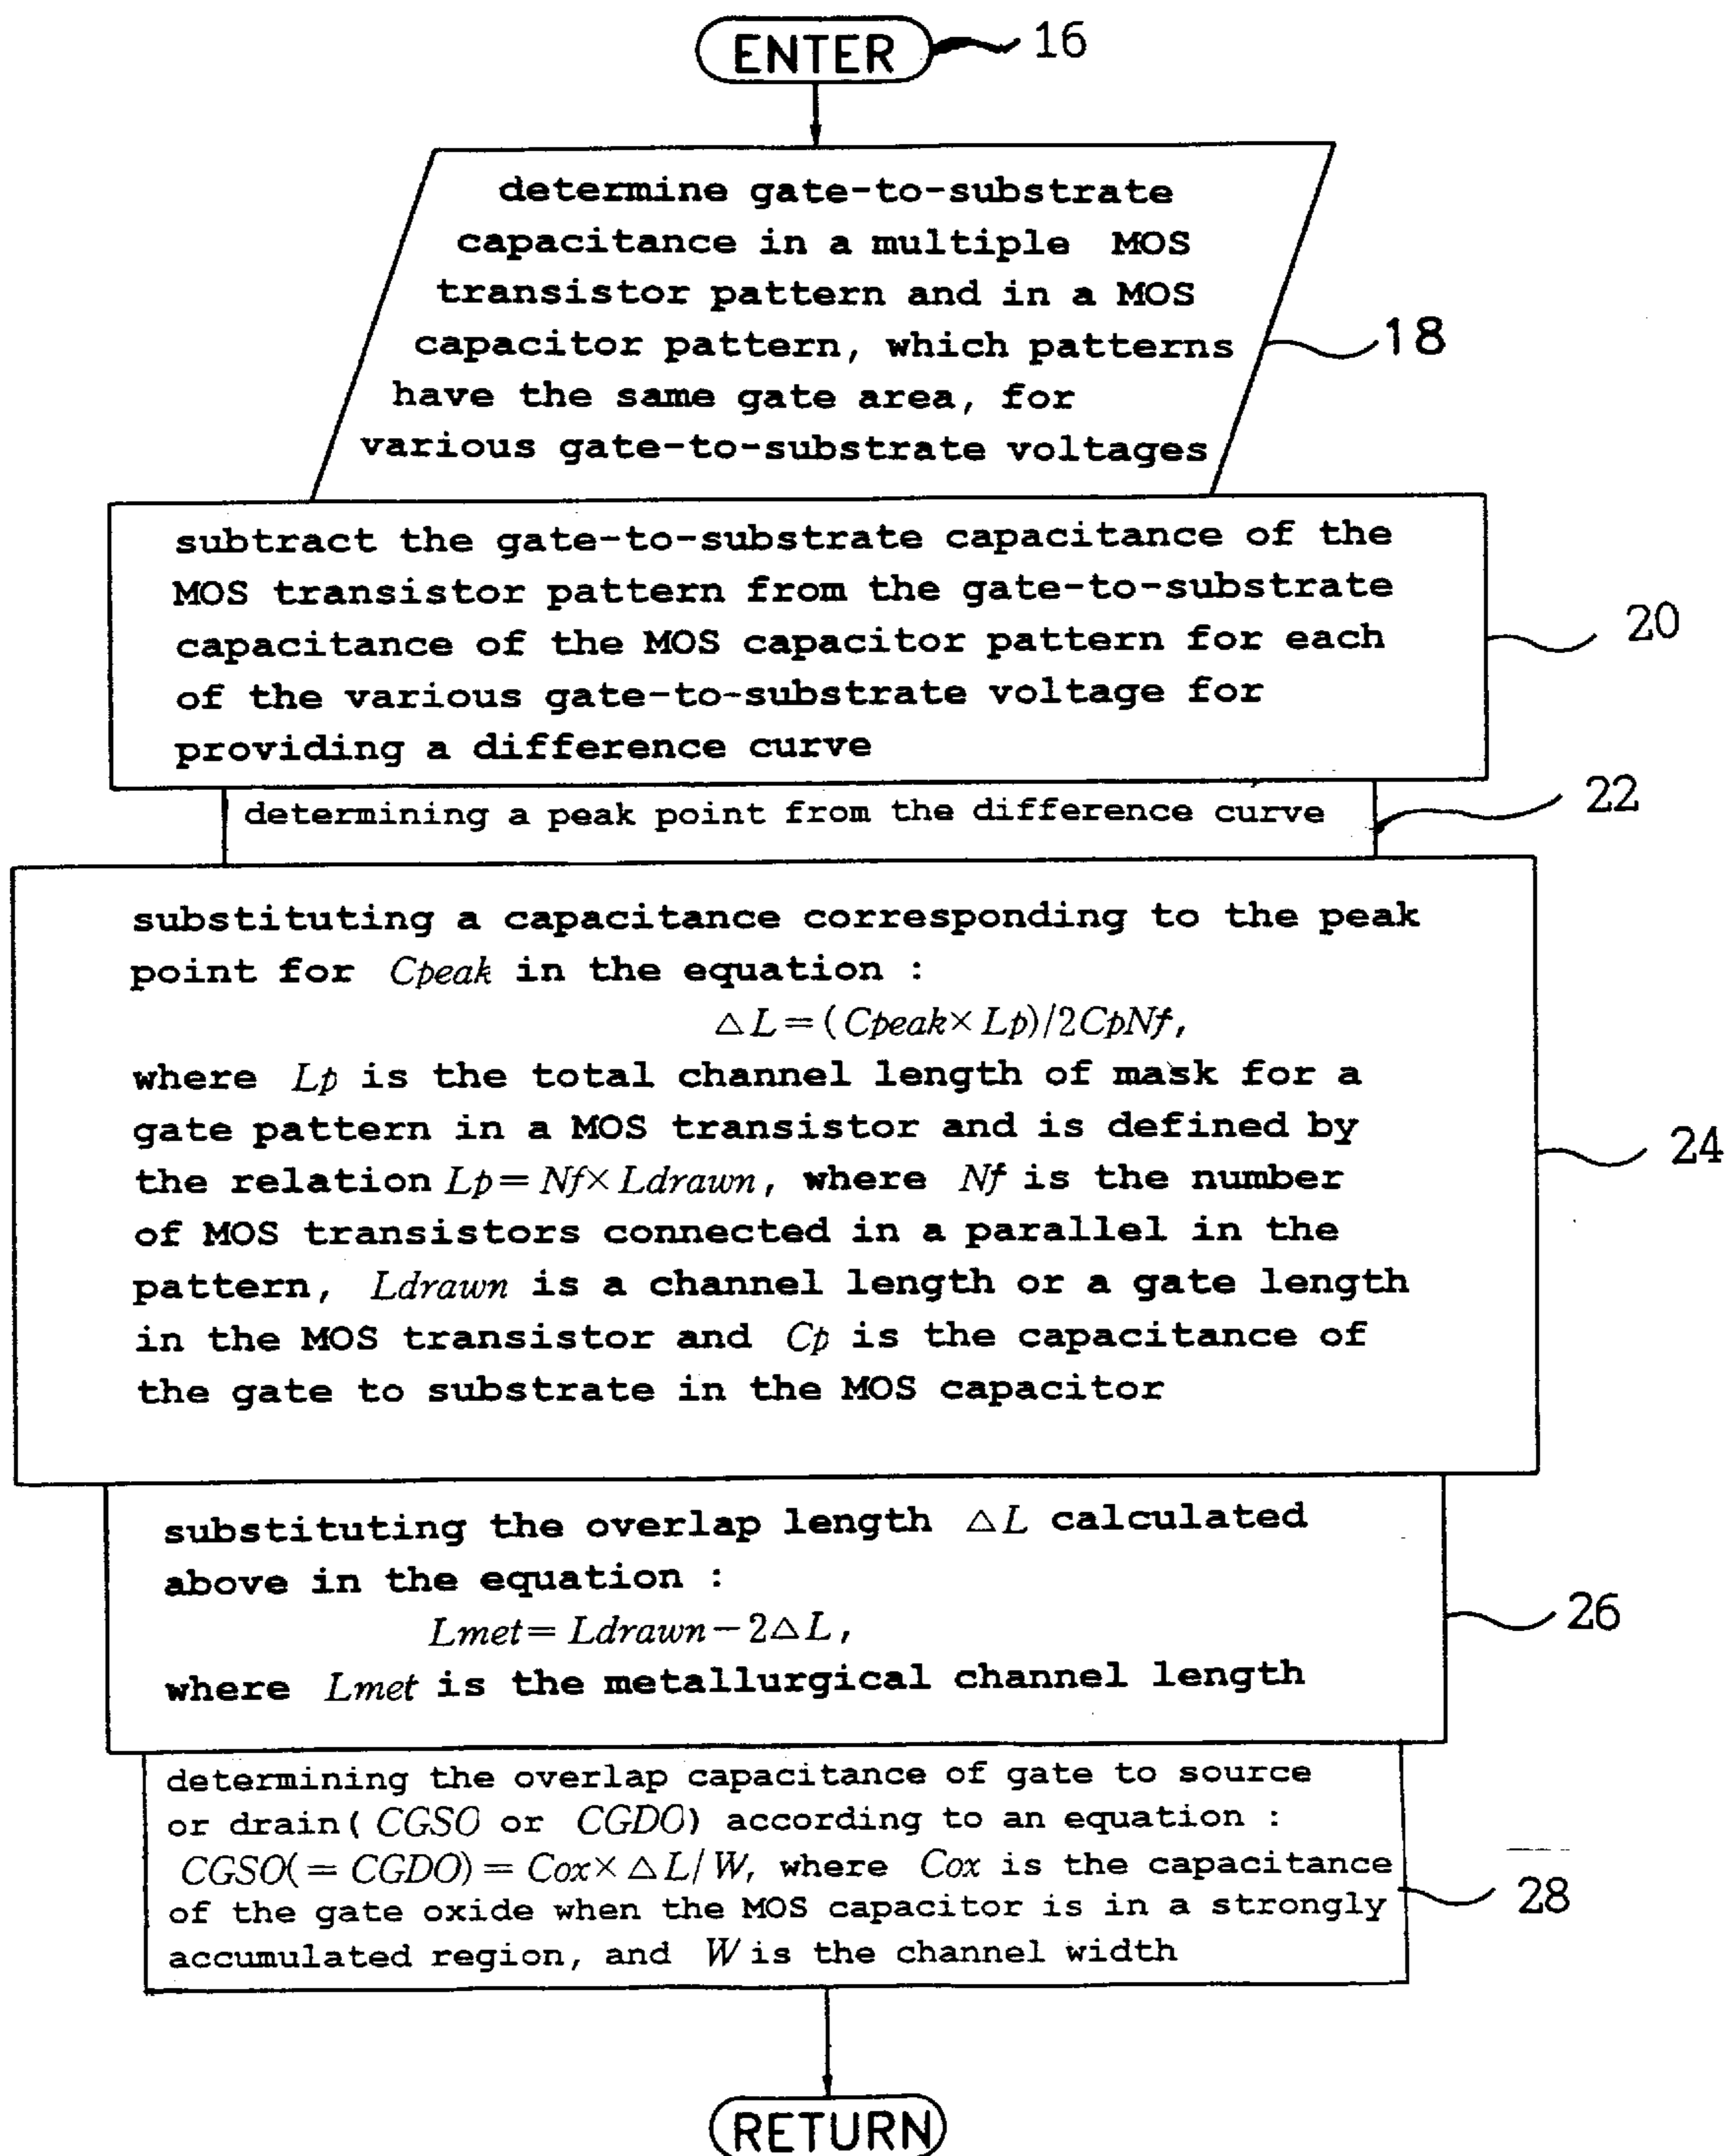 ENTER 16
determine gate-to-substrate
capacitance in a multiple MOS
transistor pattern and in a MOS
capacitor pattern, which patterns
have the same gate area, for
various gate-to-substrate voltages
18
subtract the gate-to-substrate capacitance of the
MOS transistor pattern from the gate-to-substrate
capacitance of the MOS capacitor pattern for each
of the various gate-to-substrate voltage for
providing a difference curve
20
determining a peak point from the difference curve
22
substituting a capacitance corresponding to the peak
point for Cpeak in the equation :
△L=(Cpeak×Lp)/2CpNf,
where Lp is the total channel length of mask for a
gate pattern in a MOS transistor and is defined by
the relation Lp=Nf×Ldrawn, where Nf is the number
of MOS transistors connected in a parallel in the
pattern, Ldrawn is a channel length or a gate length
in the MOS transistor and Cp is the capacitance of
the gate to substrate in the MOS capacitor
24
substituting the overlap length △L calculated
above in the equation :
Lmet=Ldrawn-2△L,
where Lmet is the metallurgical channel length
26
determining the overlap capacitance of gate to source
or drain(CGSO or CGDO) according to an equation :
CGSO(=CGDO)=Cox×△L/W, where Cox is the capacitance
of the gate oxide when the MOS capacitor is in a strongly
accumulated region, and W is the channel width
28
RETURN